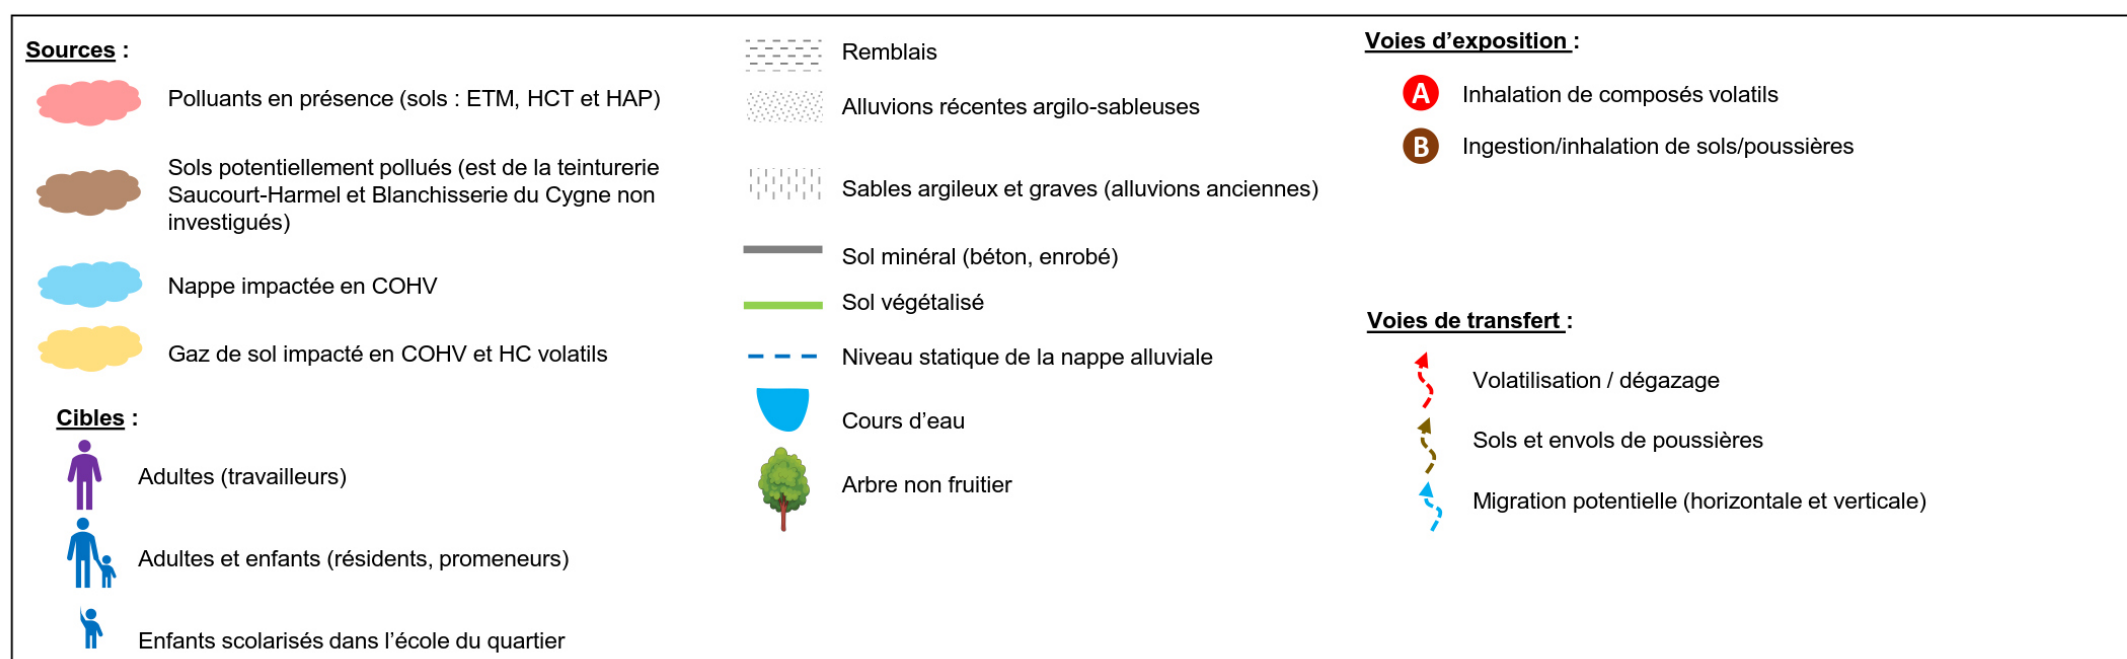 Sources :
Polluants en présence (sols : ETM, HCT et HAP)
Sols potentiellement pollués (est de la teinturerie
Saucourt-Harmel et Blanchisserie du Cygne non
investigués)
Nappe impactée en COHV
Gaz de sol impacté en COHV et HC volatils
Cibles :
Adultes (travailleurs)
Adultes et enfants (résidents, promeneurs)
Enfants scolarisés dans l’école du quartier
Remblais
Alluvions récentes argilo-sableuses
Sables argileux et graves (alluvions anciennes)
Sol minéral (béton, enrobé)
Sol végétalisé
Niveau statique de la nappe alluviale
Cours d’eau
Arbre non fruitier
Voies d’exposition :
A Inhalation de composés volatils
B Ingestion/inhalation de sols/poussières
Voies de transfert :
Volatilisation / dégazage
Sols et envols de poussières
Migration potentielle (horizontale et verticale)